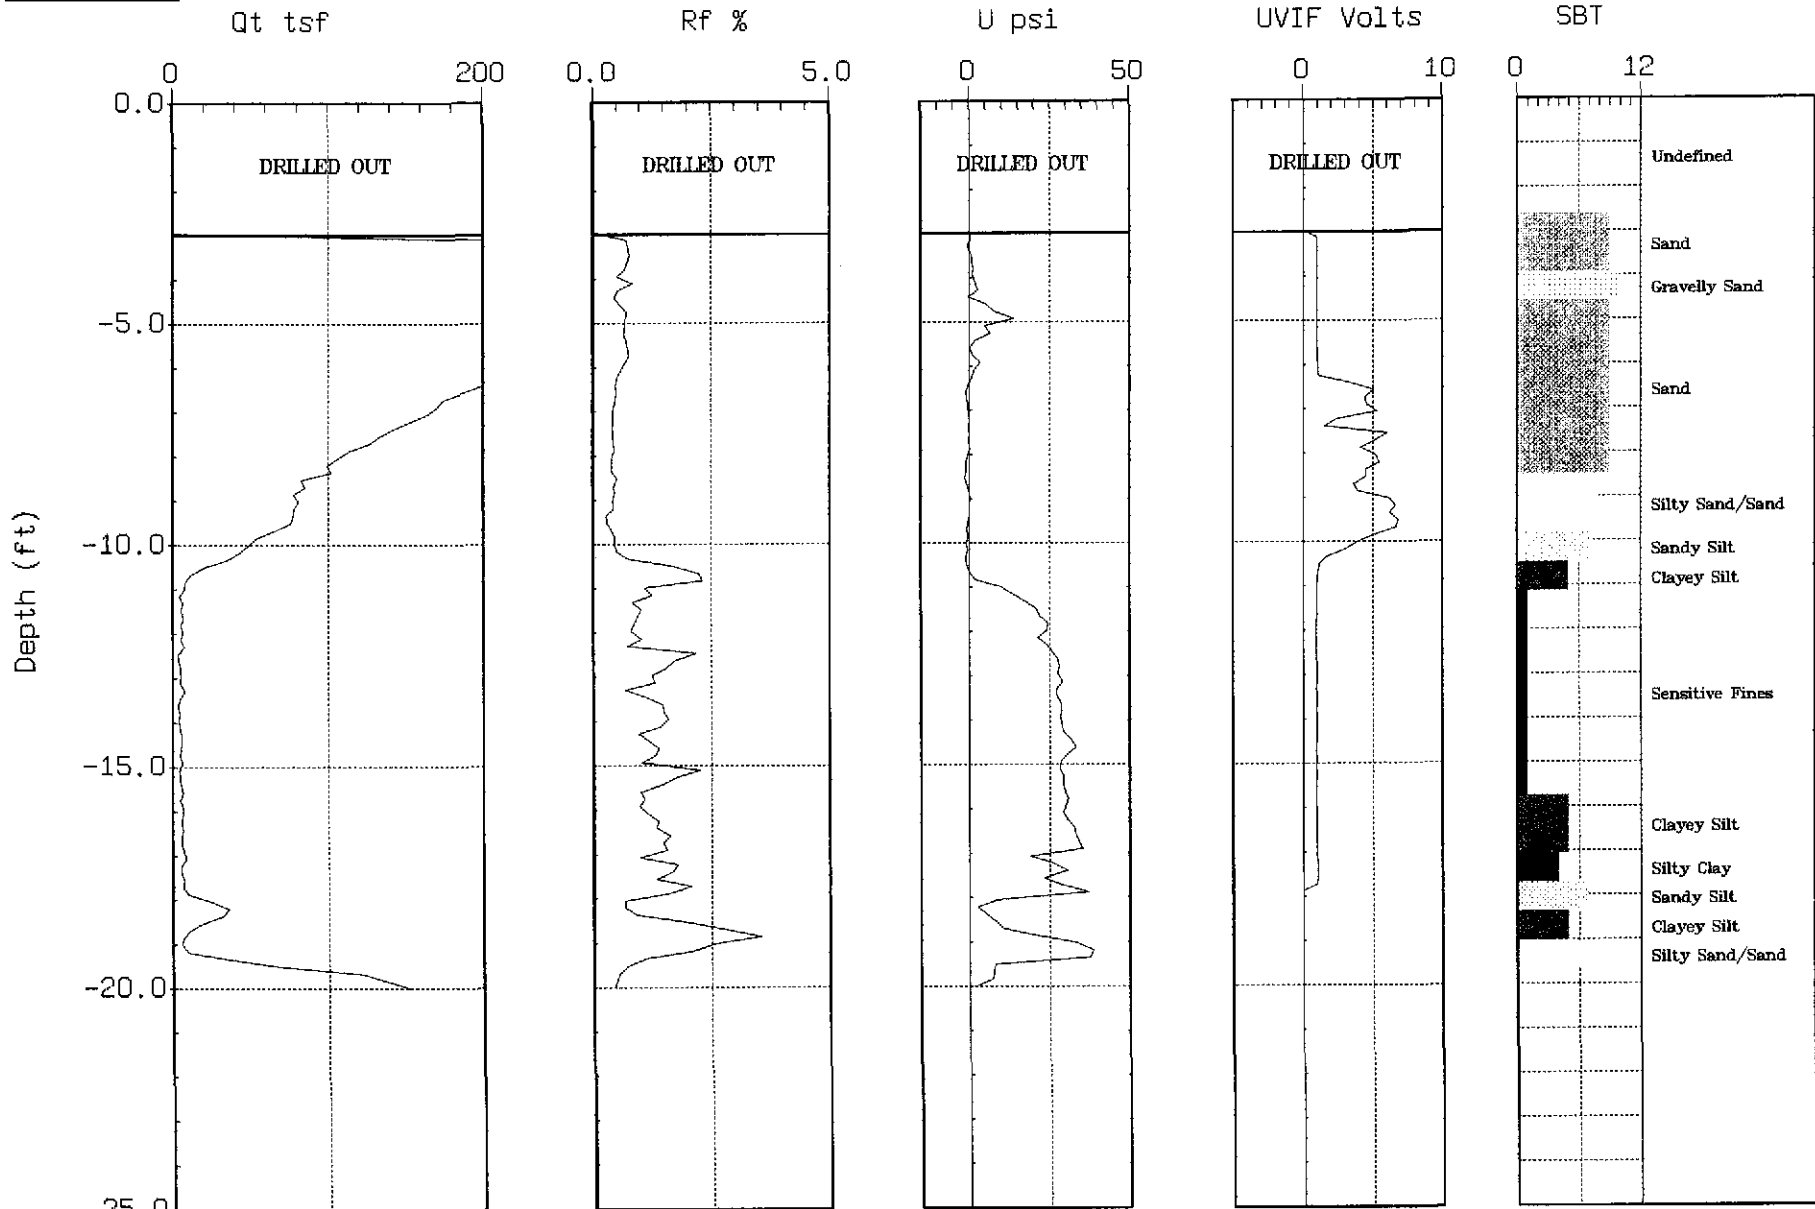 Qt tsf Rf % U psi UVIF Volts SBT
0 200 0.0 5.0 0 50 0 10 0 12
0.0
DRILLED OUT DRILLED OUT DRILLED OUT DRILLED OUT Undefined
Sand
Gravelly Sand
-5.0
Sand
Silty Sand/Sand
-10.0
Sandy Silt
Clayey Silt
Depth (ft)
Sensitive Fines
-15.0
Clayey Silt
Silty Clay
Sandy Silt
Clayey Silt
Silty Sand/Sand
-20.0